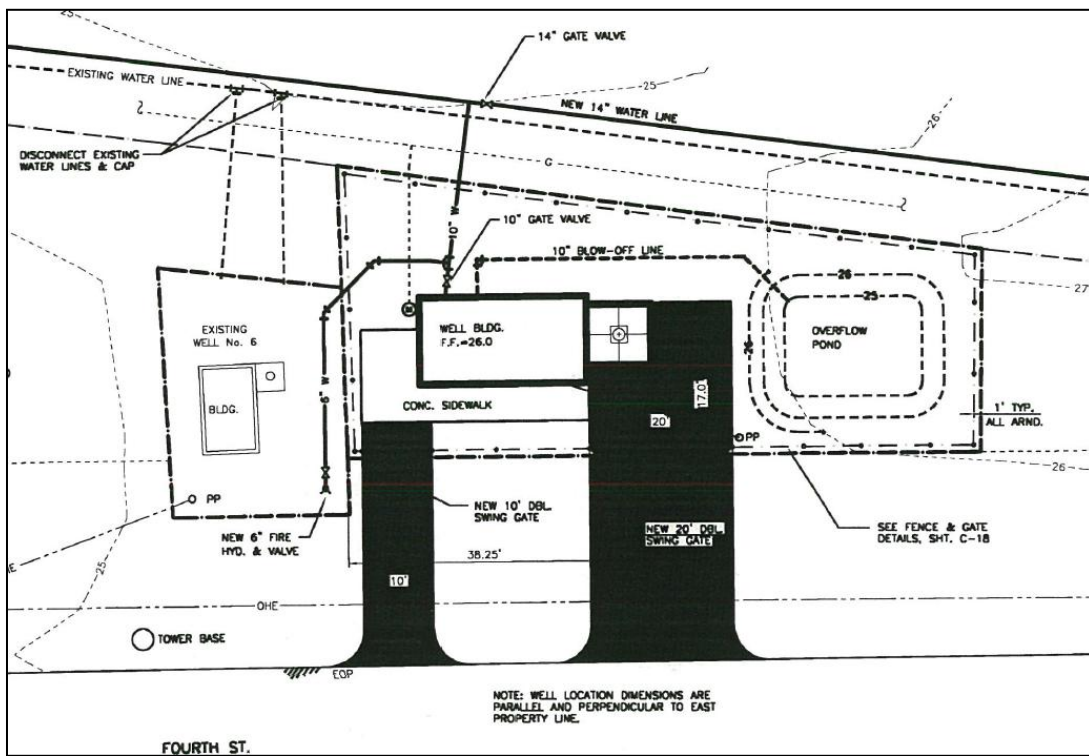 25
14" GATE VALVE
EXISTING WATER LINE
25
NEW 14" WATER LINE
26
26
DISCONNECT EXISTING
WATER LINES & CAP
G
10" W
10" GATE VALVE
10" BLOW-OFF LINE
27
26
25
EXISTING
WELL No. 6
WELL BLDG.
F.F.=26.0
OVERFLOW
POND
26
BLDG.
6" W
CONC. SIDEWALK
17.0'
20'
1' TYP.
ALL ARND.
PP
26
PP
NEW 10' DBL.
SWING GATE
NEW 20' DBL.
SWING GATE
SEE FENCE & GATE
DETAILS, SHT. C-18
NEW 6" FIRE
HYD. & VALVE
38.25'
25
10'
OHE
TOWER BASE
EOP
NOTE: WELL LOCATION DIMENSIONS ARE
PARALLEL AND PERPENDICULAR TO EAST
PROPERTY LINE.
FOURTH ST.